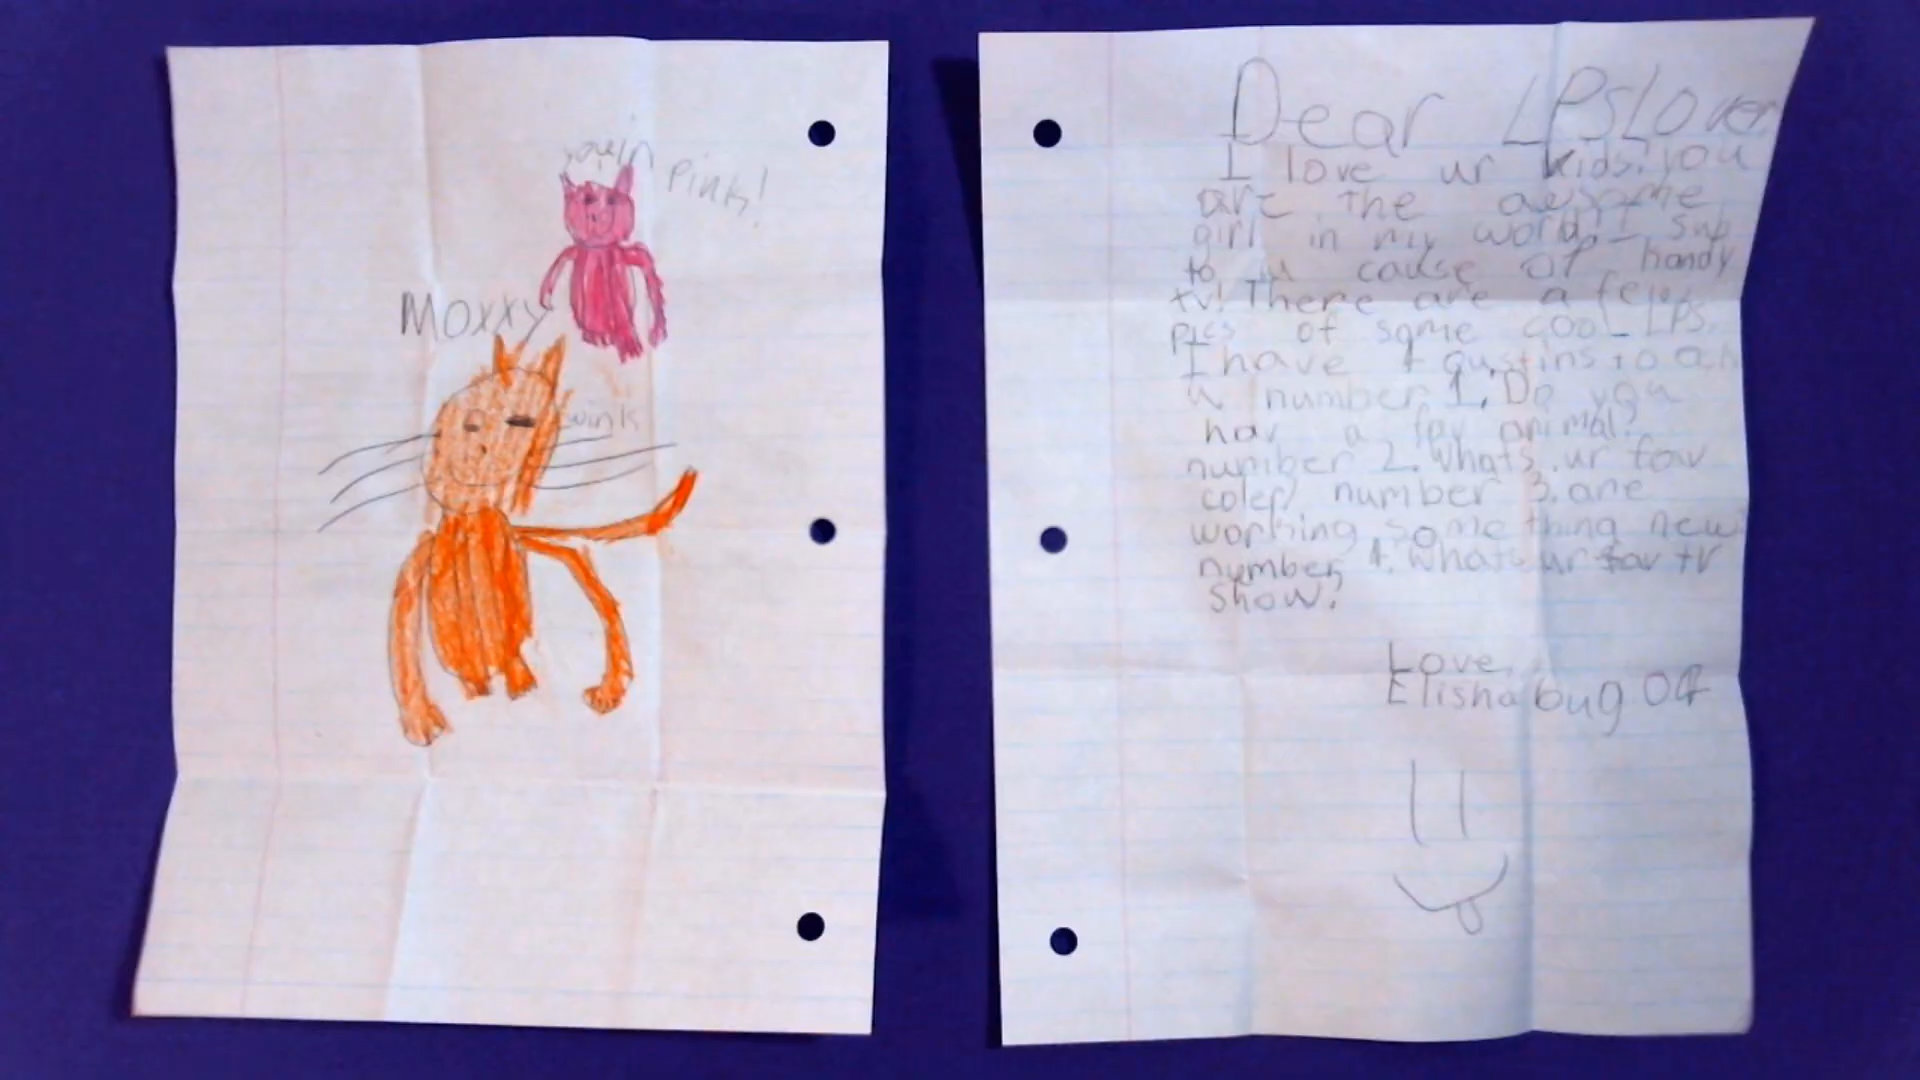 pink!
Moxxy
wink
Dear LPSLover
I love ur kids. you
are the awsome
girl in my world! I sub
to u cause of handy
tv! There are a few
pics of some cool LPS.
I have 4 qustins to ask
u number 1. Do you
hav a fav animal?
number 2. Whats ur fav
coler number 3. are
working something new
number 4. Whats ur fav tv
Show?
Love,
Elishabug04